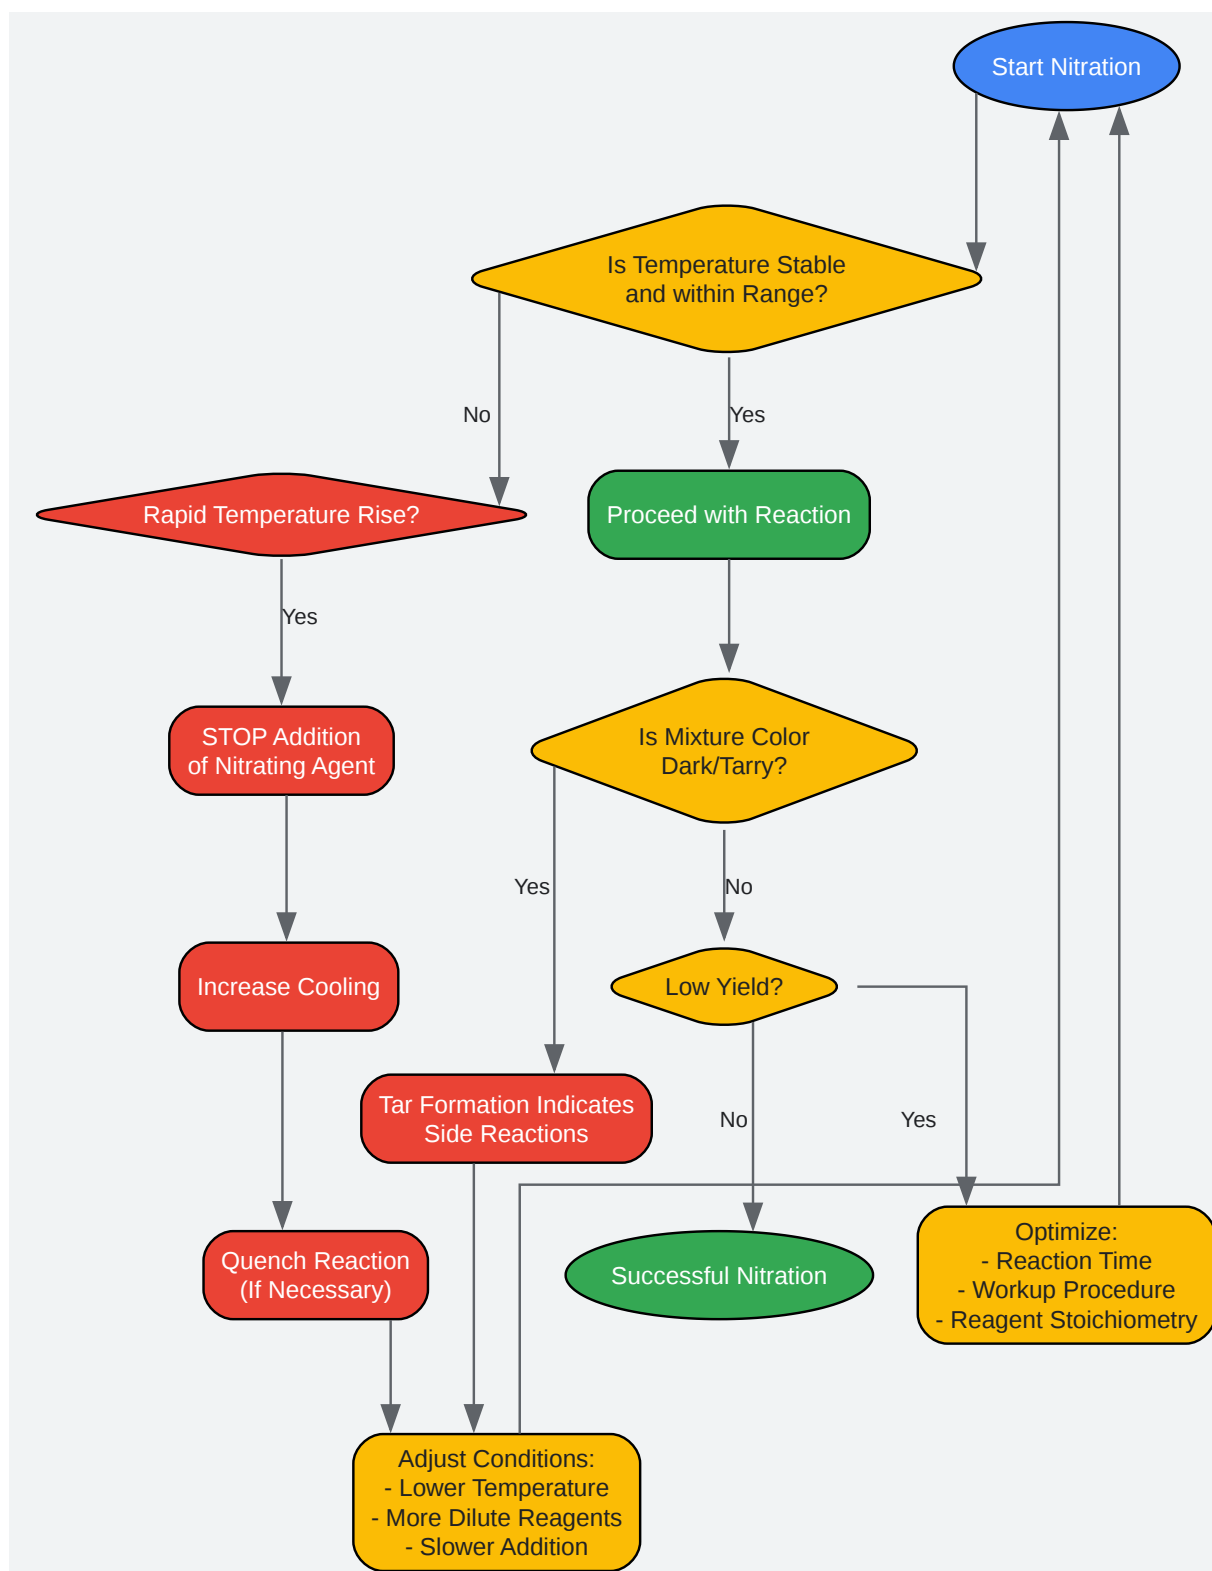 Start Nitration
Is Temperature Stable
and within Range?
No
Yes
Rapid Temperature Rise?
Proceed with Reaction
Yes
STOP Addition
of Nitrating Agent
Is Mixture Color
Dark/Tarry?
Yes
No
Increase Cooling
Low Yield?
Tar Formation Indicates
Side Reactions
No
Yes
Quench Reaction
(If Necessary)
Successful Nitration
Optimize:
- Reaction Time
- Workup Procedure
- Reagent Stoichiometry
Adjust Conditions:
- Lower Temperature
- More Dilute Reagents
- Slower Addition